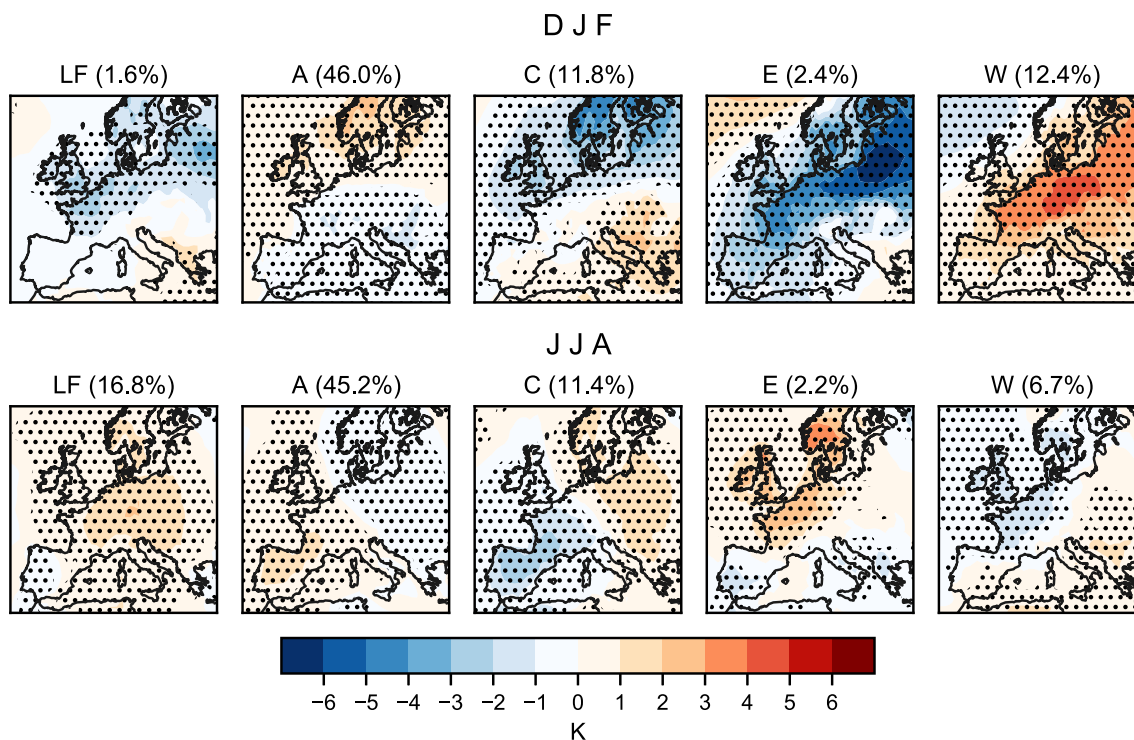 D J F
LF (1.6%) A (46.0%) C (11.8%) E (2.4%) W (12.4%)
J J A
LF (16.8%) A (45.2%) C (11.4%) E (2.2%) W (6.7%)
−6 −5 −4 −3 −2 −1 0 1 2 3 4 5 6
K